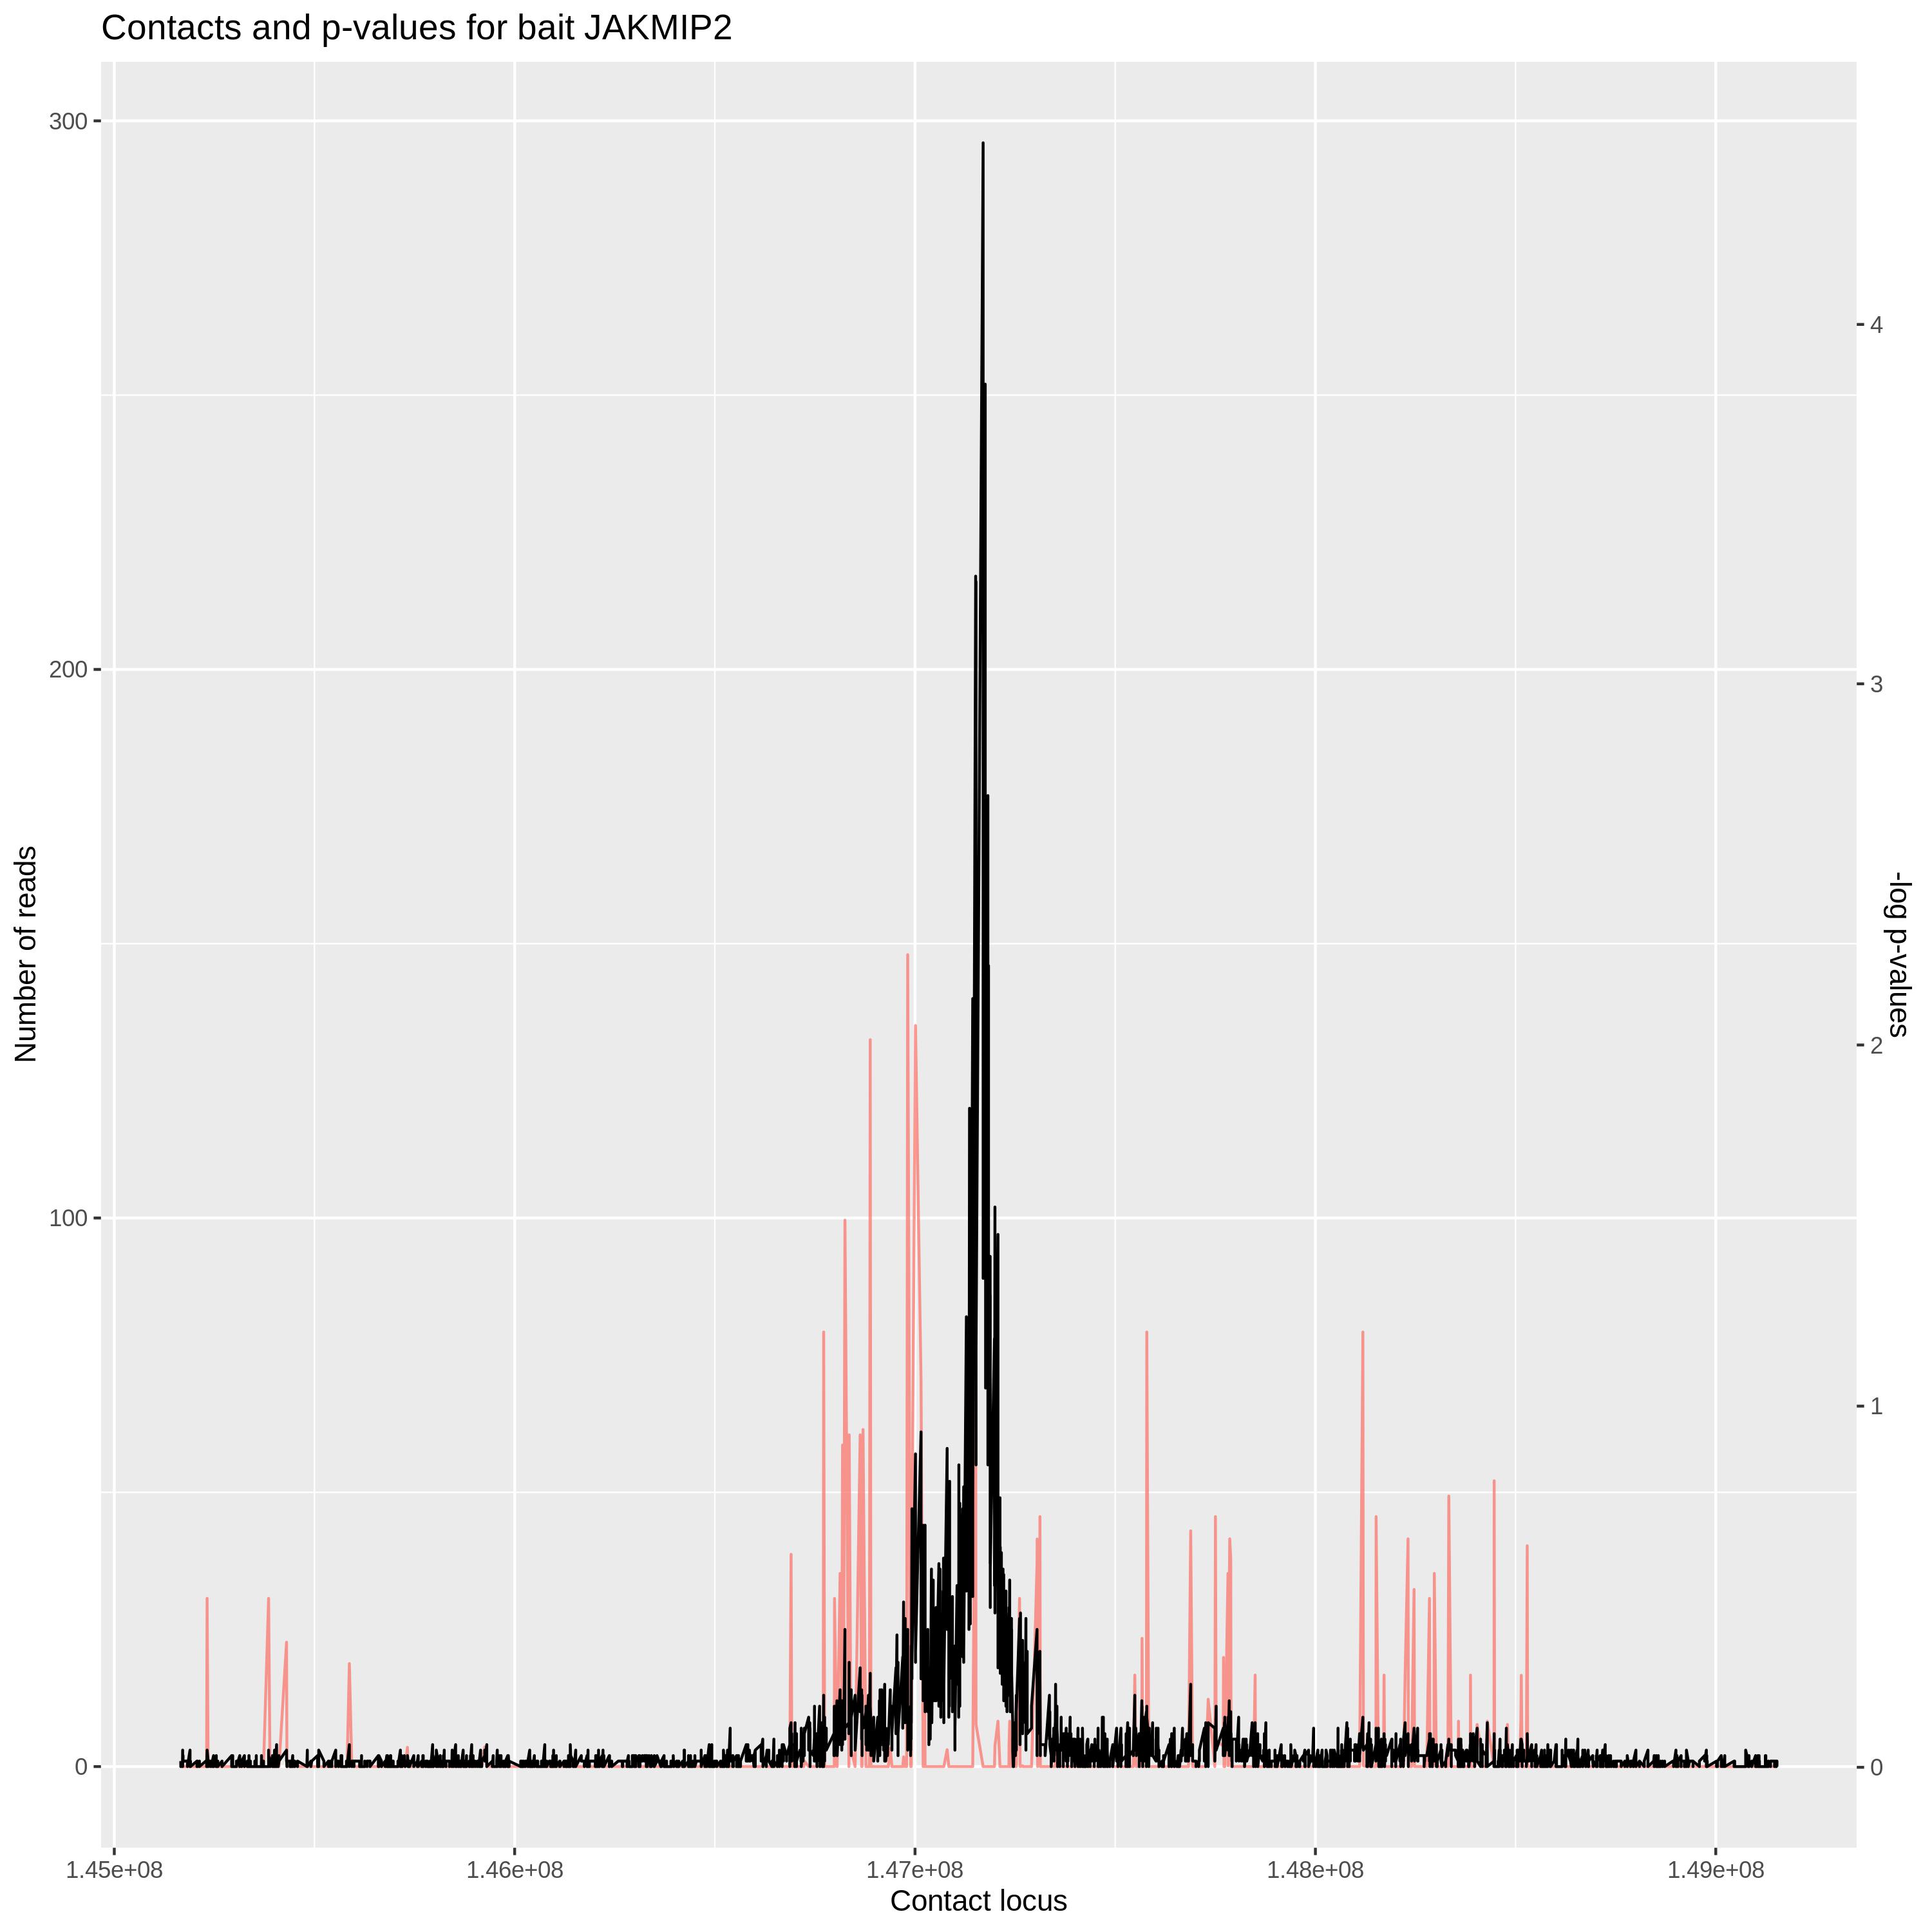 Contacts and p-values for bait JAKMIP2
300
200
100
0
Number of reads
4
3
2
1
0
-log p-values
1.45e+08
1.46e+08
1.47e+08
1.48e+08
1.49e+08
Contact locus